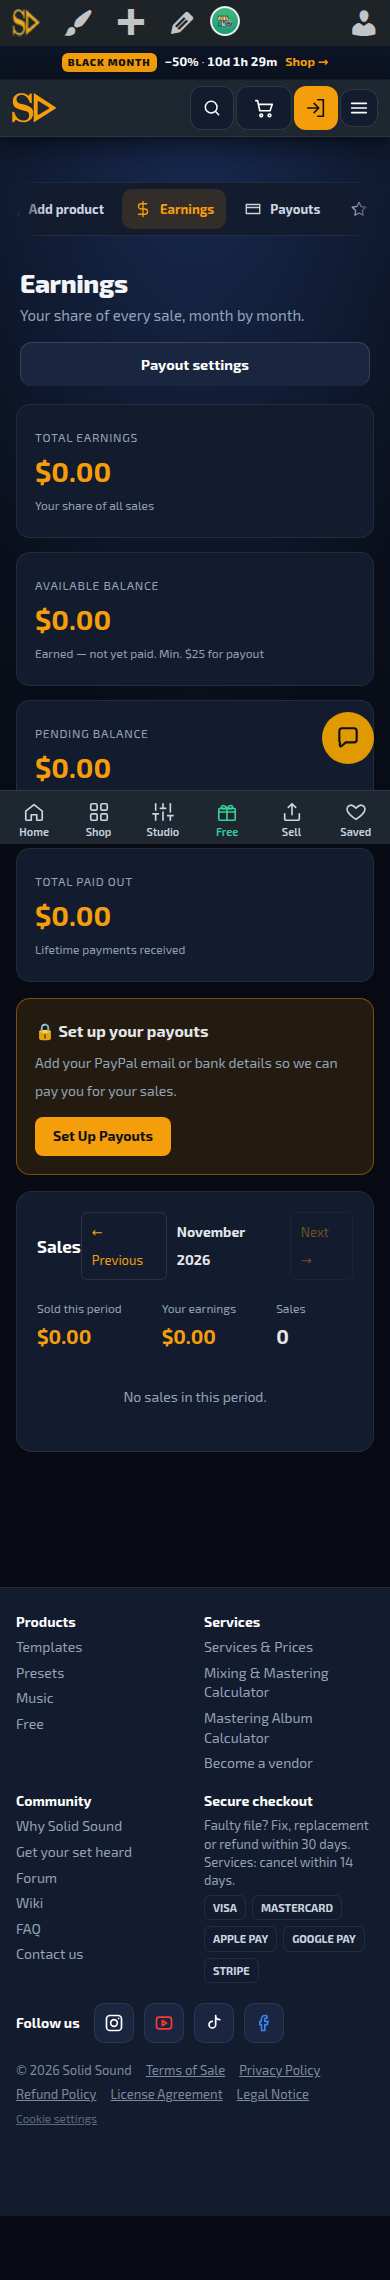 BLACK MONTH −50% · 10d 1h 29m Shop →
Add product Earnings Payouts
Earnings
Your share of every sale, month by month.
Payout settings
TOTAL EARNINGS
$0.00
Your share of all sales
AVAILABLE BALANCE
$0.00
Earned — not yet paid. Min. $25 for payout
PENDING BALANCE
$0.00
Home Shop Studio Free Sell Saved
TOTAL PAID OUT
$0.00
Lifetime payments received
🔒 Set up your payouts
Add your PayPal email or bank details so we can
pay you for your sales.
Set Up Payouts
Sales
←
Previous
November
2026
Next
→
Sold this period Your earnings Sales
$0.00 $0.00 0
No sales in this period.
Products
Templates
Presets
Music
Free
Services
Services & Prices
Mixing & Mastering
Calculator
Mastering Album
Calculator
Become a vendor
Community
Why Solid Sound
Get your set heard
Forum
Wiki
FAQ
Contact us
Secure checkout
Faulty file? Fix, replacement
or refund within 30 days.
Services: cancel within 14
days.
VISA MASTERCARD
APPLE PAY GOOGLE PAY
STRIPE
Follow us
© 2026 Solid Sound Terms of Sale Privacy Policy
Refund Policy License Agreement Legal Notice
Cookie settings